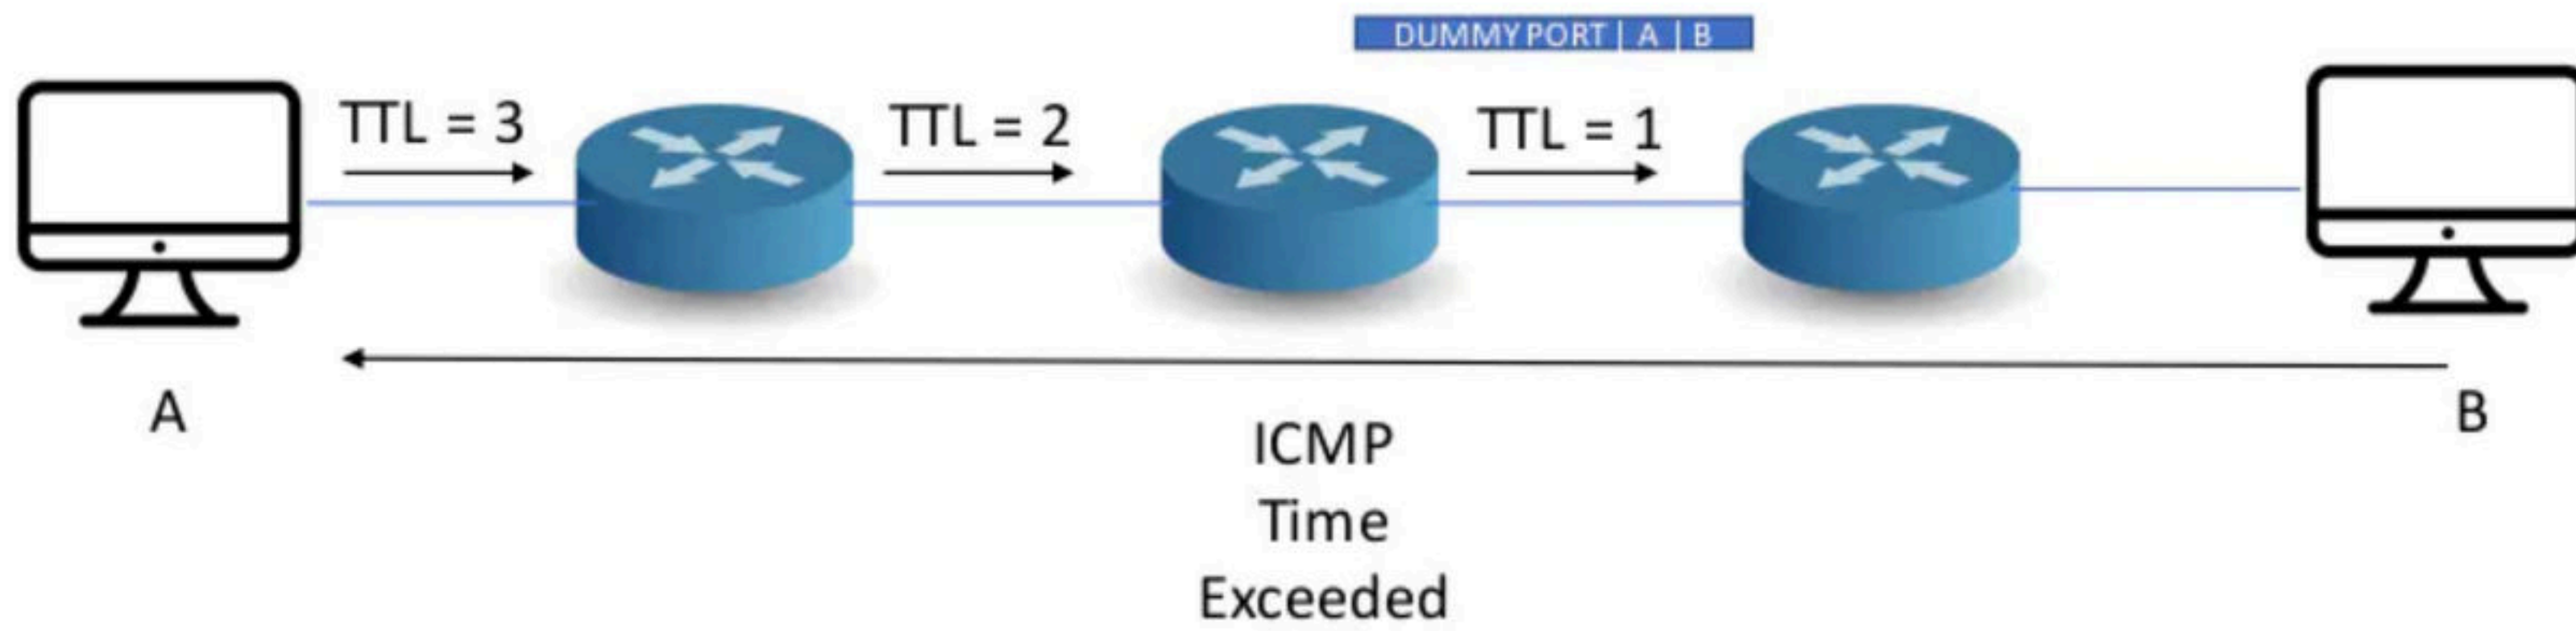 DUMMY PORT | A | B
TTL = 3
TTL = 2
TTL = 1
A
B
ICMP
Time
Exceeded